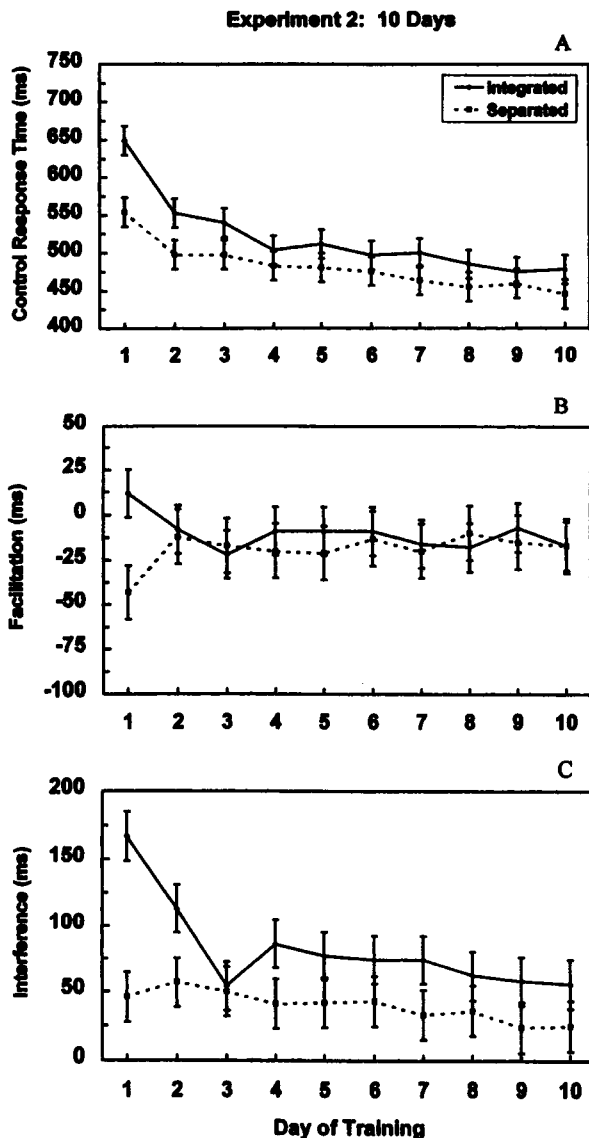 Experiment 2: 10 Days
A
Control Response Time (ms)
750
700
650
600
550
500
450
400
Integrated
Separated
1 2 3 4 5 6 7 8 9 10
B
Facilitation (ms)
50
25
0
-25
-50
-75
-100
1 2 3 4 5 6 7 8 9 10
C
Interference (ms)
200
150
100
50
0
1 2 3 4 5 6 7 8 9 10
Day of Training